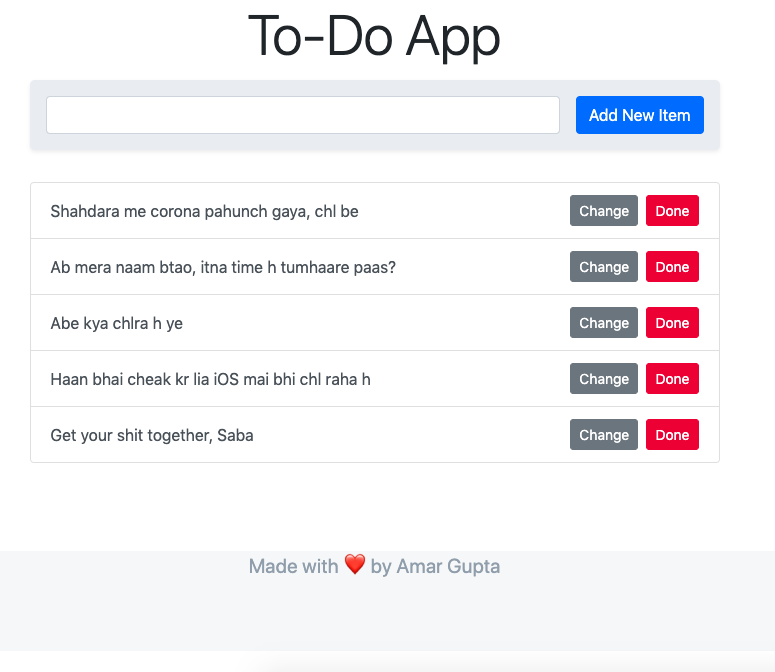 To-Do App
Add New Item
Shahdara me corona pahunch gaya, chl be Change Done
Ab mera naam btao, itna time h tumhaare paas? Change Done
Abe kya chlra h ye Change Done
Haan bhai cheak kr lia iOS mai bhi chl raha h Change Done
Get your shit together, Saba Change Done
Made with ❤️ by Amar Gupta